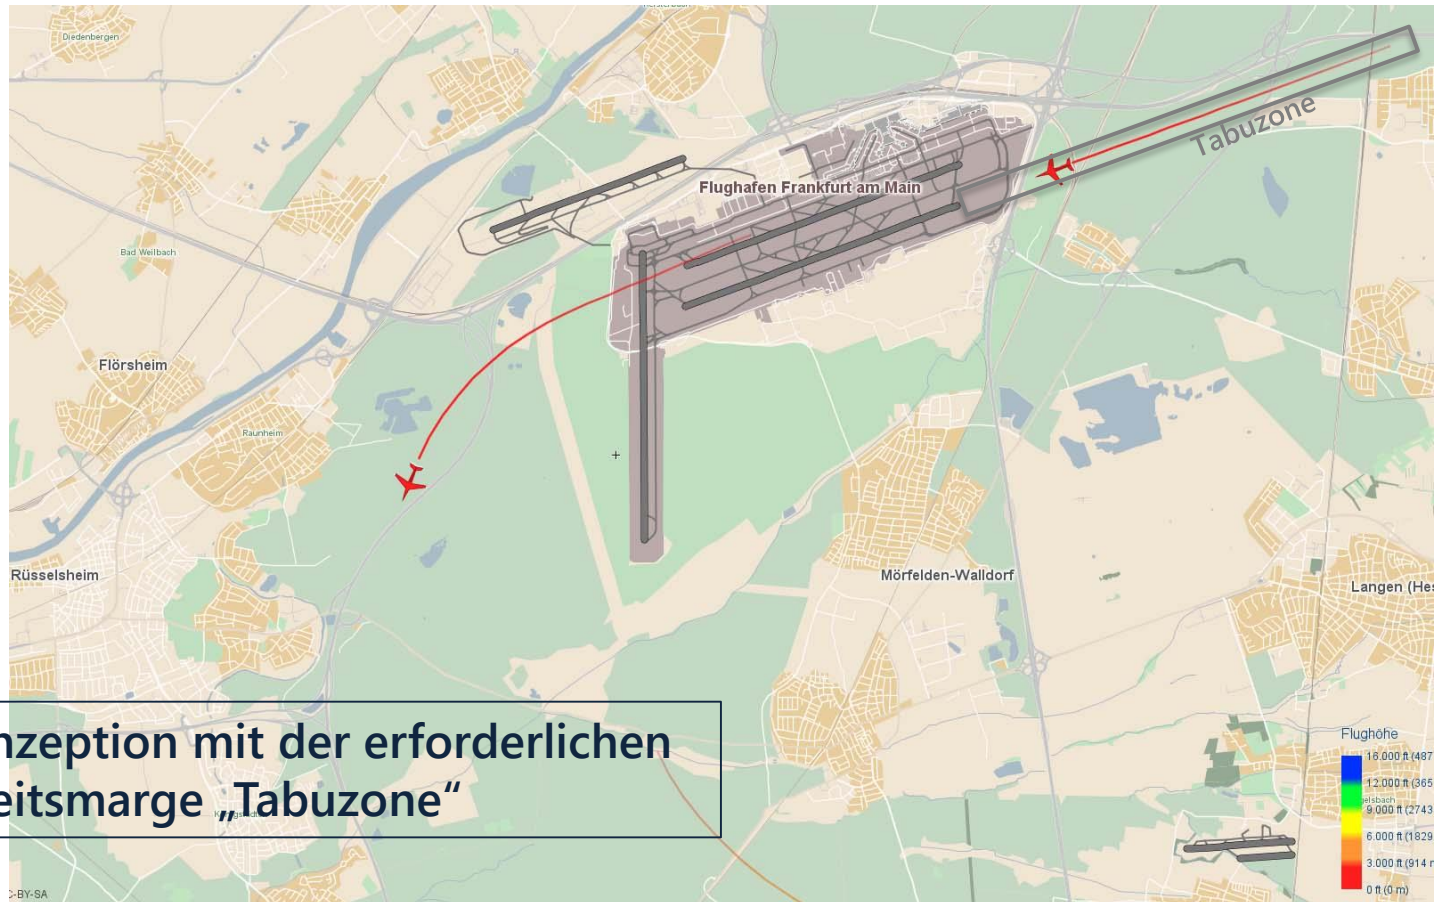 Diedenbergen
Tabuzone
Flughafen Frankfurt am Main
Bad Weilbach
Flörsheim
Raunheim
Rüsselsheim
Mörfelden-Walldorf
Langen (Hes
nzeption mit der erforderlichen
eitsmarge „Tabuzone“
Flughöhe
16.000 ft (487
12.000 ft (365
9.000 ft (2743
6.000 ft (1829
3.000 ft (914 m
0 ft (0 m)
gelsbach
C-BY-SA